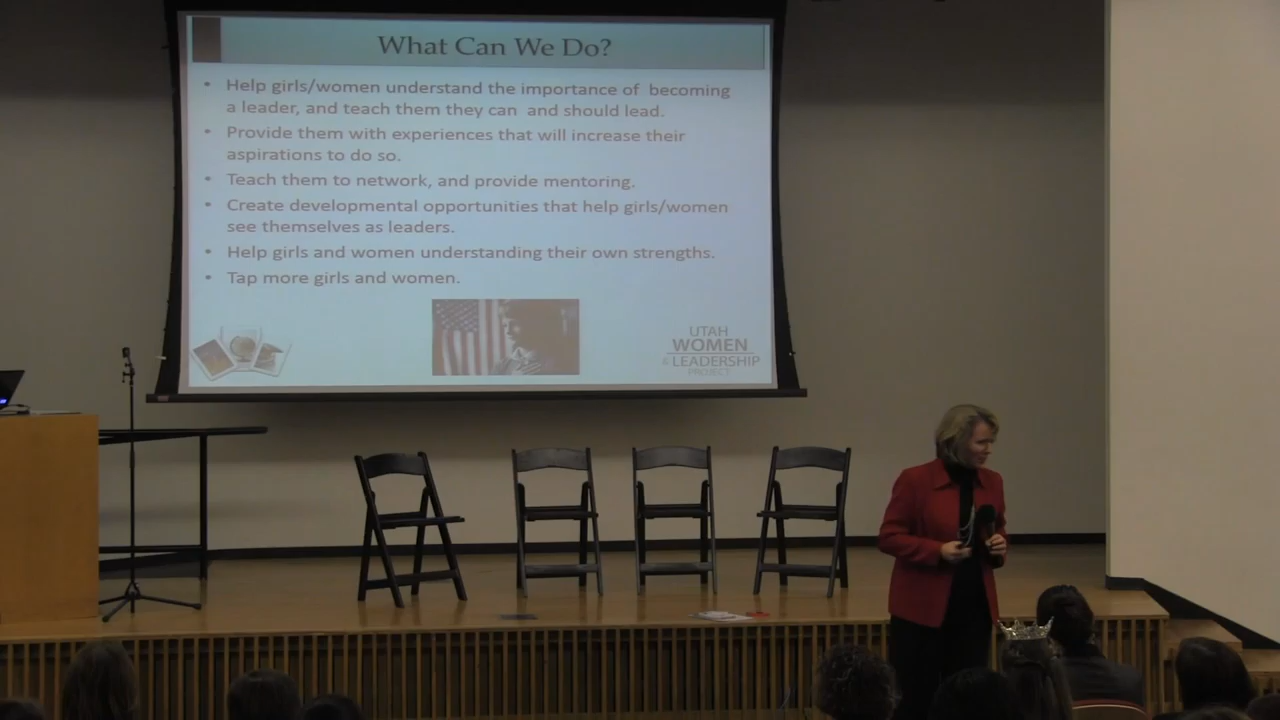 What Can We Do?
• Help girls/women understand the importance of becoming
a leader, and teach them they can and should lead.
• Provide them with experiences that will increase their
aspirations to do so.
• Teach them to network, and provide mentoring.
• Create developmental opportunities that help girls/women
see themselves as leaders.
• Help girls and women understanding their own strengths.
• Tap more girls and women.
UTAH
WOMEN
& LEADERSHIP
PROJECT